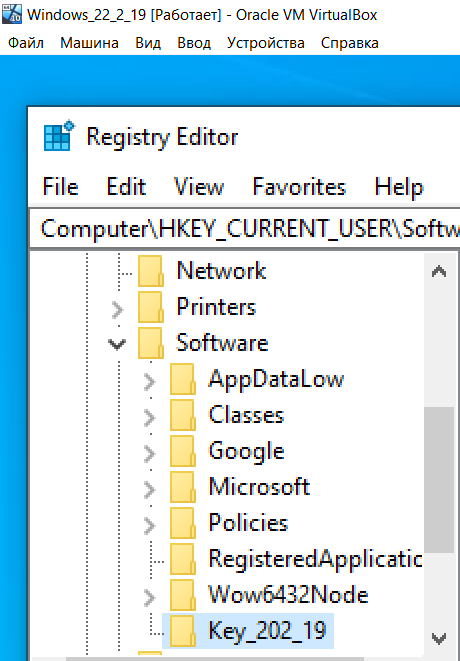 Windows_22_2_19 [Работает] - Oracle VM VirtualBox
Файл Машина Вид Ввод Устройства Справка
Registry Editor
File Edit View Favorites Help
Computer\HKEY_CURRENT_USER\Softw
Network
Printers
Software
AppDataLow
Classes
Google
Microsoft
Policies
RegisteredApplicatic
Wow6432Node
Key_202_19